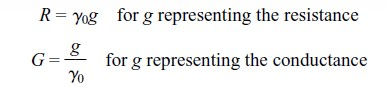 R = γ₀g for g representing the resistance
G = g/γ₀ for g representing the conductance